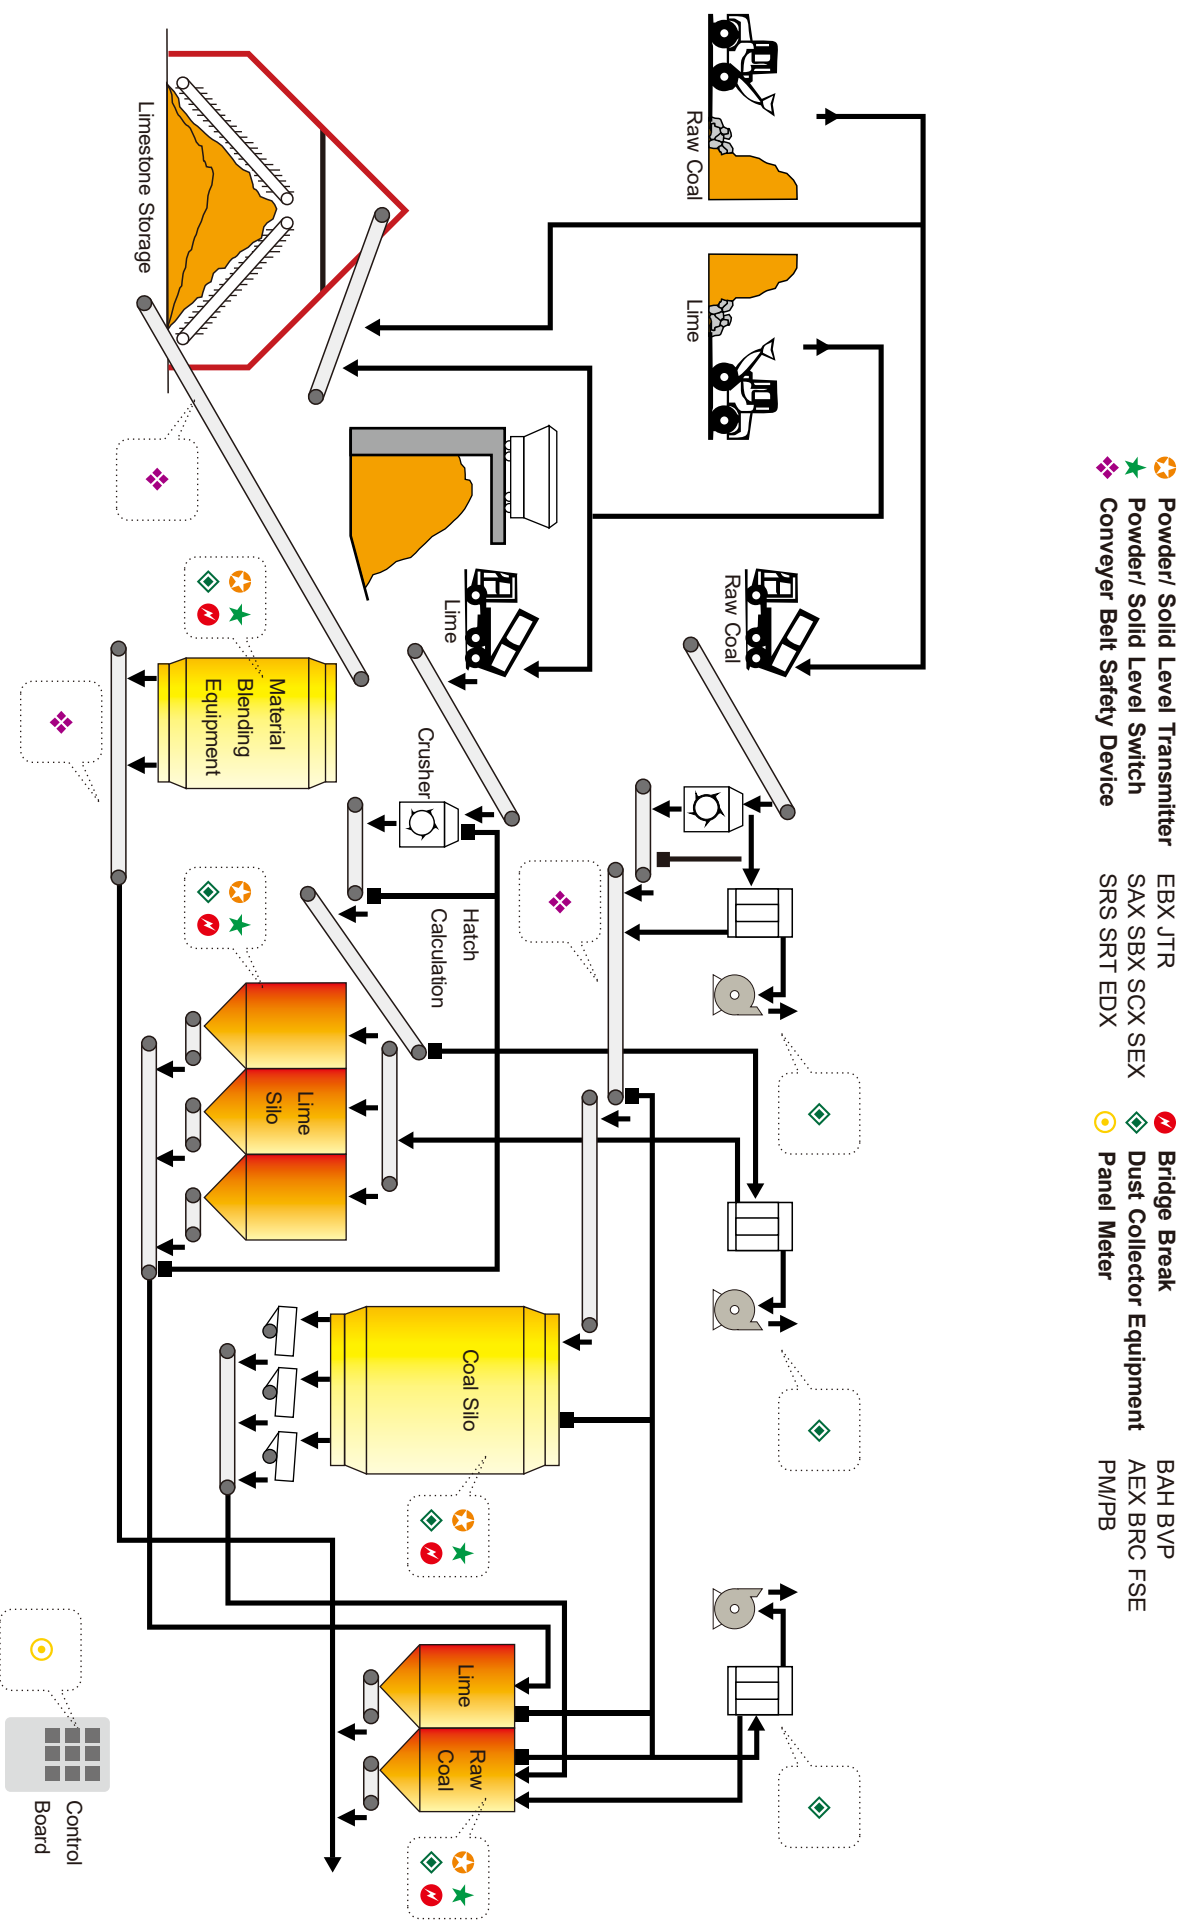 Powder/ Solid Level Transmitter EBX JTR
Powder/ Solid Level Switch SAX SBX SCX SEX
Conveyer Belt Safety Device SRS SRT EDX
Bridge Break BAH BVP
Dust Collector Equipment AEX BRC FSE
Panel Meter PM/PB
Raw Coal
Lime
Raw Coal
Lime
Limestone Storage
Crusher
Hatch
Calculation
Material
Blending
Equipment
Lime
Silo
Coal Silo
Lime
Raw
Coal
Control
Board